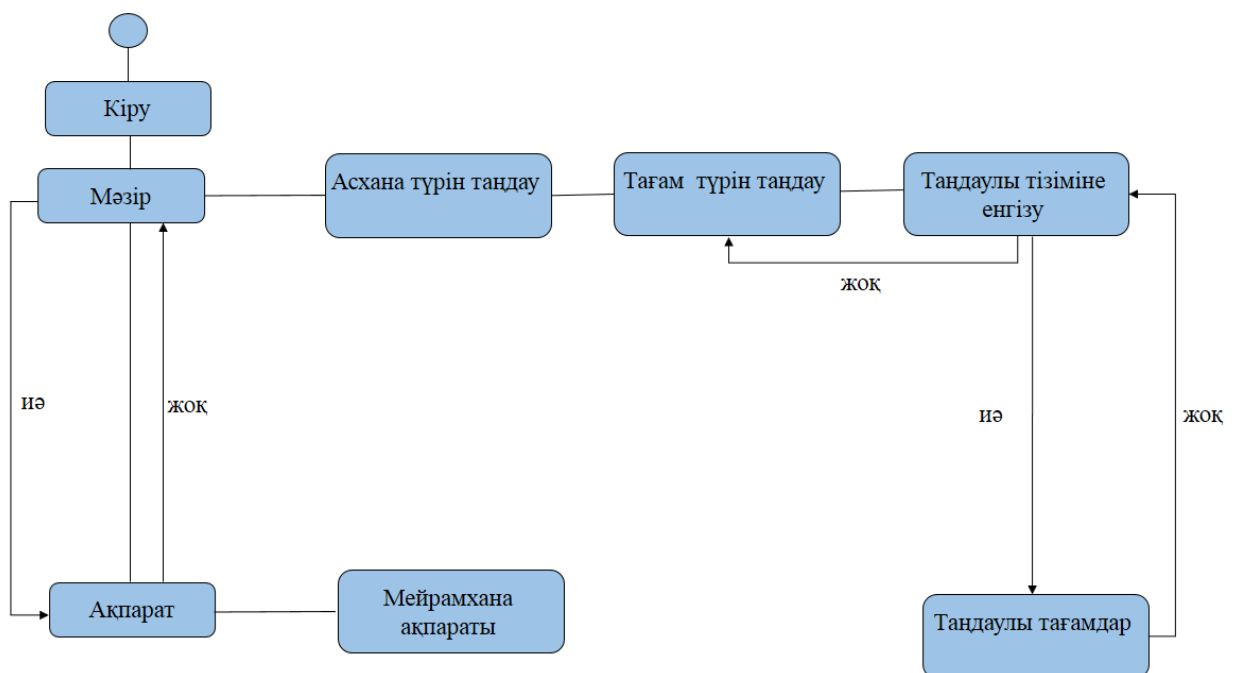 Кіру
Мәзір
Асхана түрін таңдау
Тағам түрін таңдау
Таңдаулы тізіміне
енгізу
жоқ
иә
жоқ
иә
жоқ
Ақпарат
Мейрамхана
ақпараты
Таңдаулы тағамдар